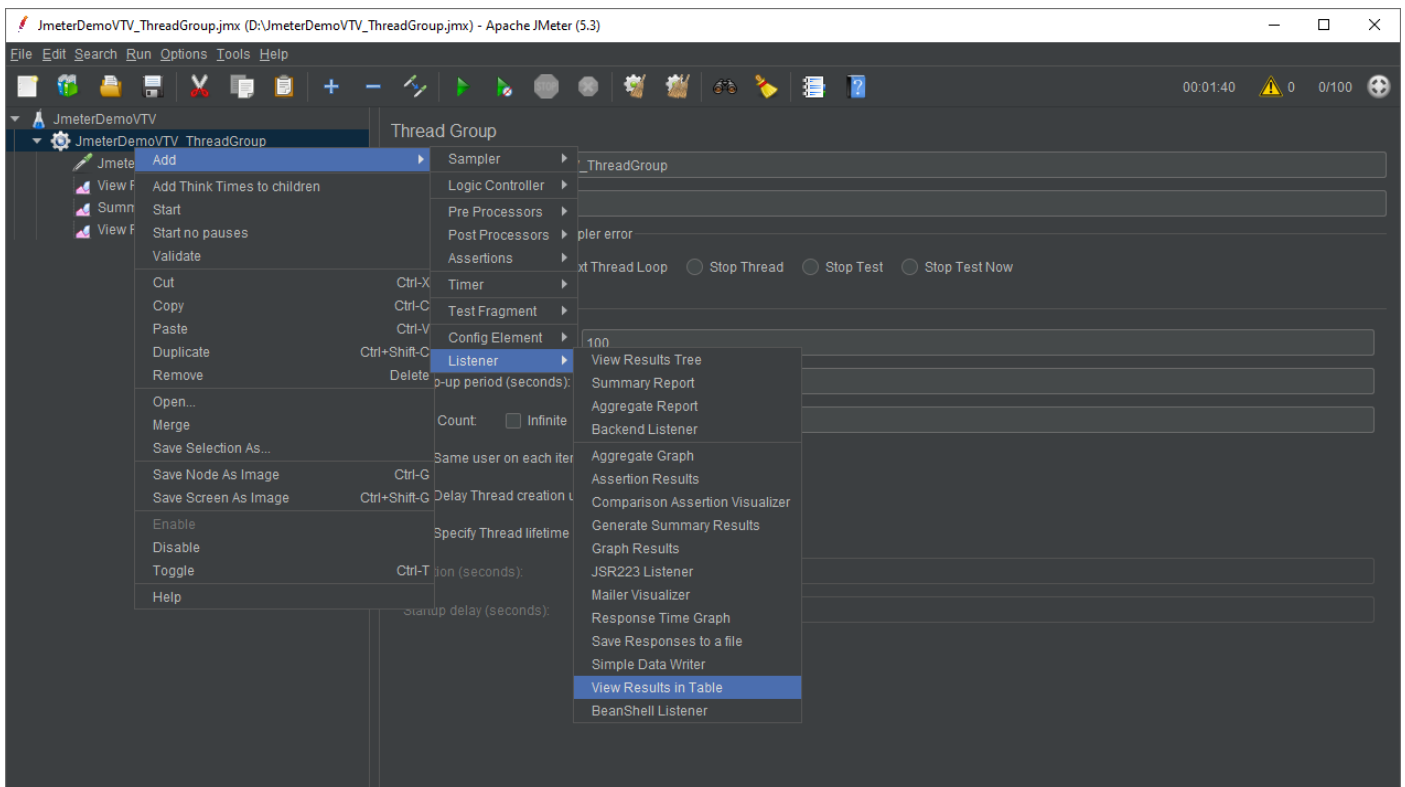 JmeterDemoVTV_ThreadGroup.jmx (D:\JmeterDemoVTV_ThreadGroup.jmx) - Apache JMeter (5.3)
File Edit Search Run Options Tools Help
STOP
00:01:40 0 0/100
JmeterDemoVTV
JmeterDemoVTV_ThreadGroup
Jmete
View
Summ
View
Thread Group
_ThreadGroup
pler error
Thread Loop Stop Thread Stop Test Stop Test Now
100
p-up period (seconds):
Count: Infinite
Same user on each iter
Delay Thread creation u
Specify Thread lifetime
tion (seconds):
Startup delay (seconds):
Add
Add Think Times to children
Start
Start no pauses
Validate
Cut Ctrl-X
Copy Ctrl-C
Paste Ctrl-V
Duplicate Ctrl+Shift-C
Remove Delete
Open...
Merge
Save Selection As...
Save Node As Image Ctrl-G
Save Screen As Image Ctrl+Shift-G
Enable
Disable
Toggle Ctrl-T
Help
Sampler
Logic Controller
Pre Processors
Post Processors
Assertions
Timer
Test Fragment
Config Element
Listener
View Results Tree
Summary Report
Aggregate Report
Backend Listener
Aggregate Graph
Assertion Results
Comparison Assertion Visualizer
Generate Summary Results
Graph Results
JSR223 Listener
Mailer Visualizer
Response Time Graph
Save Responses to a file
Simple Data Writer
View Results in Table
BeanShell Listener